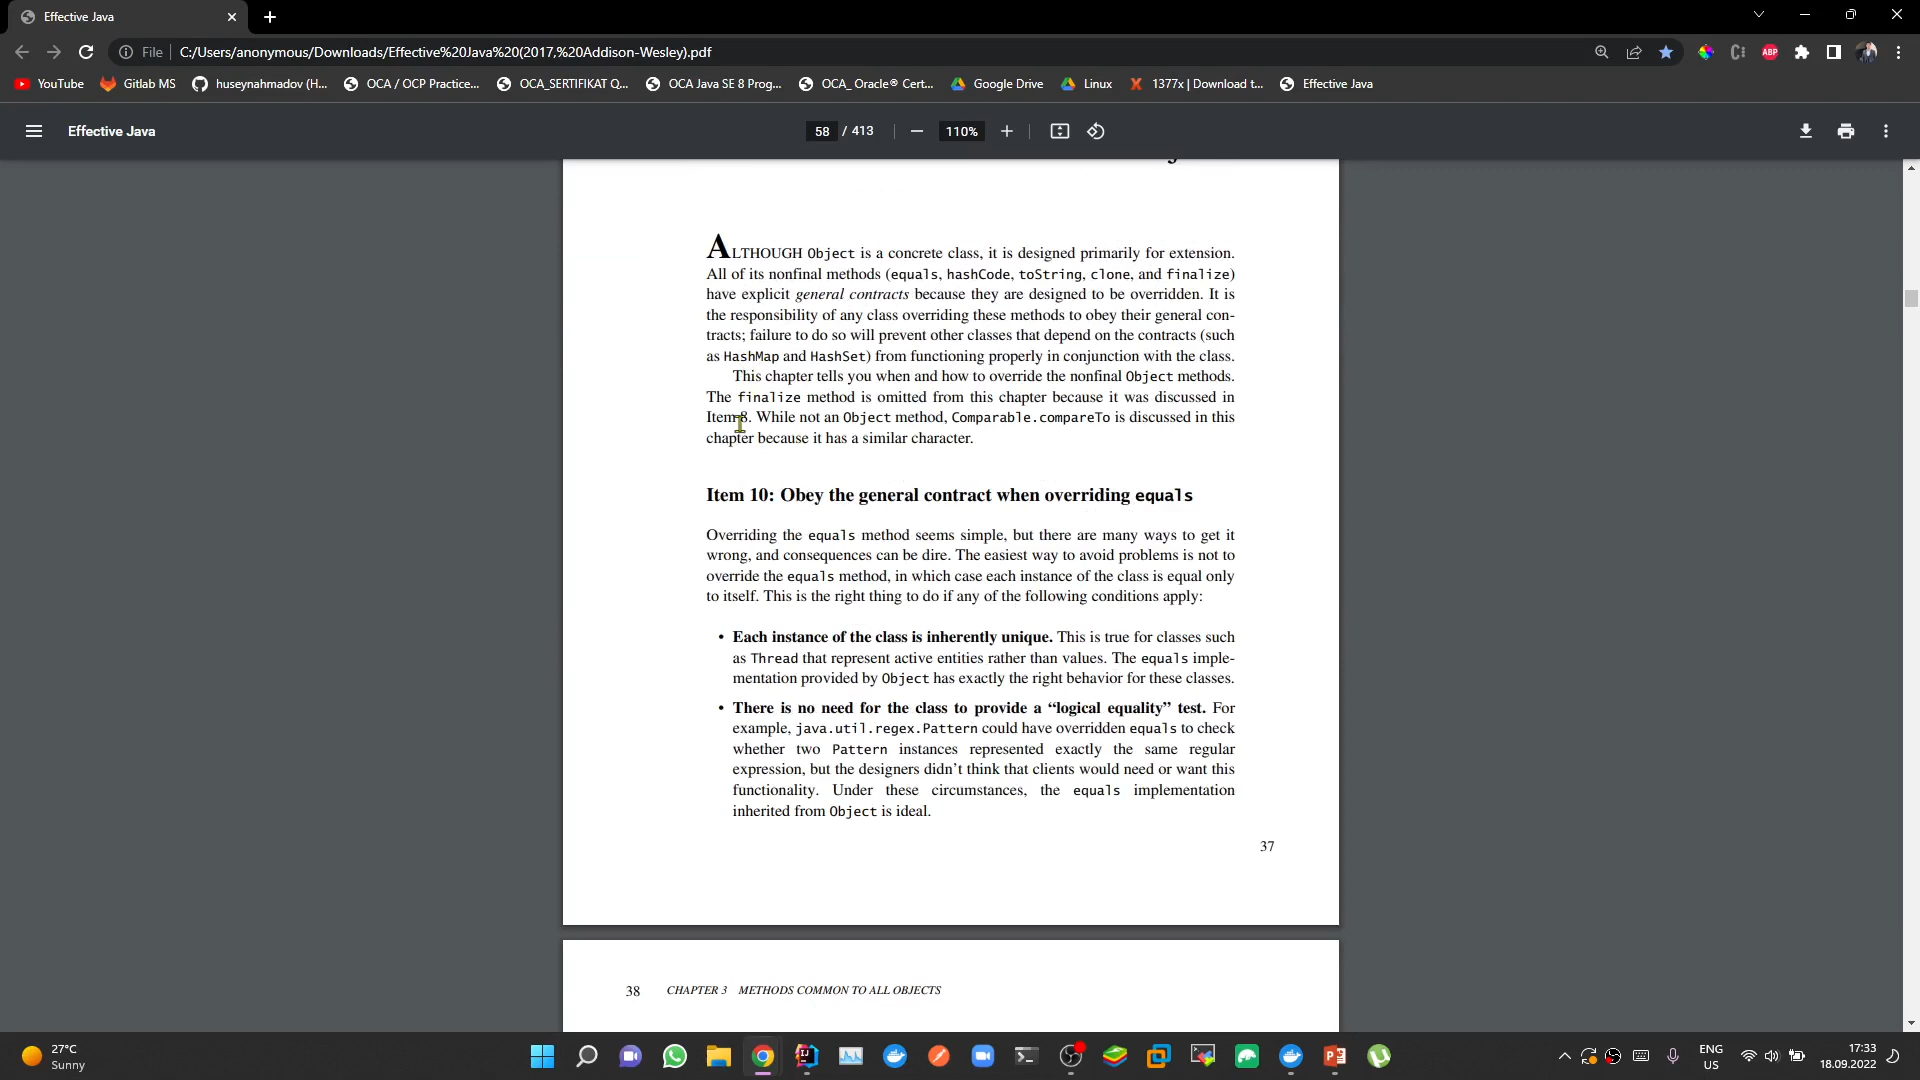 Effective Java
File
C:/Users/anonymous/Downloads/Effective%20Java%20(2017,%20Addison-Wesley).pdf
ABP
YouTube
Gitlab MS
huseynahmadov (H...
OCA / OCP Practice...
OCA_SERTIFIKAT Q...
OCA Java SE 8 Prog...
OCA_ Oracle® Cert...
Google Drive
Linux
1377x | Download t...
Effective Java
Effective Java
58 / 413
110%
ALTHOUGH Object is a concrete class, it is designed primarily for extension.
All of its nonfinal methods (equals, hashCode, toString, clone, and finalize)
have explicit general contracts because they are designed to be overridden. It is
the responsibility of any class overriding these methods to obey their general con-
tracts; failure to do so will prevent other classes that depend on the contracts (such
as HashMap and HashSet) from functioning properly in conjunction with the class.
This chapter tells you when and how to override the nonfinal Object methods.
The finalize method is omitted from this chapter because it was discussed in
Item 8. While not an Object method, Comparable.compareTo is discussed in this
chapter because it has a similar character.
Item 10: Obey the general contract when overriding equals
Overriding the equals method seems simple, but there are many ways to get it
wrong, and consequences can be dire. The easiest way to avoid problems is not to
override the equals method, in which case each instance of the class is equal only
to itself. This is the right thing to do if any of the following conditions apply:
• Each instance of the class is inherently unique. This is true for classes such
as Thread that represent active entities rather than values. The equals imple-
mentation provided by Object has exactly the right behavior for these classes.
• There is no need for the class to provide a “logical equality” test. For
example, java.util.regex.Pattern could have overridden equals to check
whether two Pattern instances represented exactly the same regular
expression, but the designers didn’t think that clients would need or want this
functionality. Under these circumstances, the equals implementation
inherited from Object is ideal.
37
38 CHAPTER 3 METHODS COMMON TO ALL OBJECTS
27°C
Sunny
ENG
US
17:33
18.09.2022